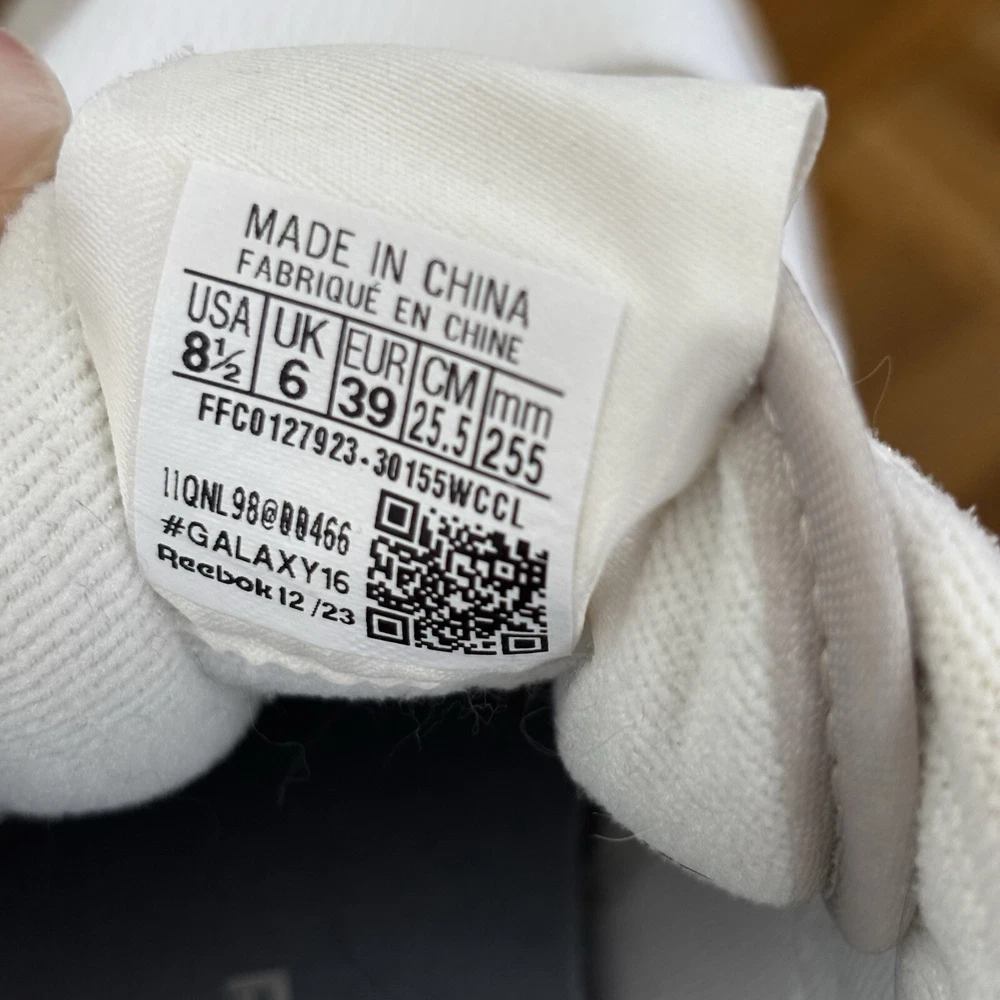 MADE IN CHINA
FABRIQUÉ EN CHINE
USA UK EUR CM mm
8½ 6 39 25.5 255
FFC0127923-30155WCCL
11QNL98@00466
#GALAXY16
Reebok 12 /23